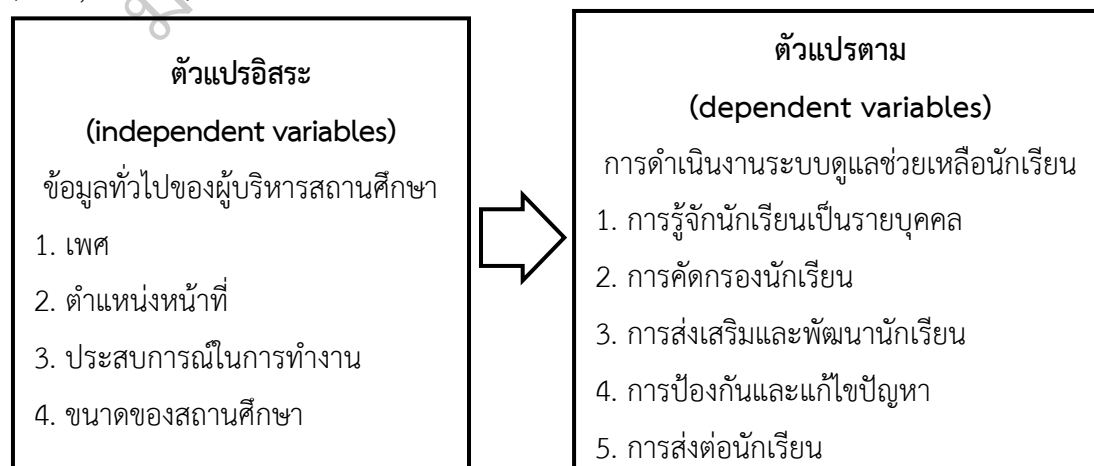 ตัวแปรอิสระ
(independent variables)
ข้อมูลทั่วไปของผู้บริหารสถานศึกษา
1. เพศ
2. ตำแหน่งหน้าที่
3. ประสบการณ์ในการทำงาน
4. ขนาดของสถานศึกษา
ตัวแปรตาม
(dependent variables)
การดำเนินงานระบบดูแลช่วยเหลือนักเรียน
1. การรู้จักนักเรียนเป็นรายบุคคล
2. การคัดกรองนักเรียน
3. การส่งเสริมและพัฒนานักเรียน
4. การป้องกันและแก้ไขปัญหา
5. การส่งต่อนักเรียน